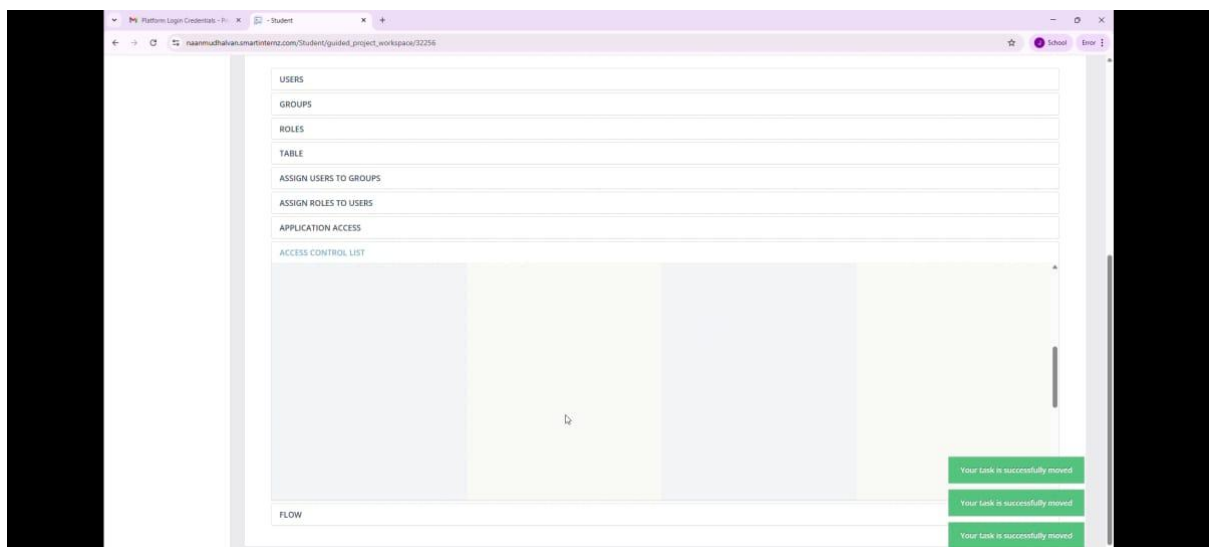 Platform Login Credentials - Pr
- Student
naanmudhalvan.smartinternz.com/Student/guided_project_workspace/32256
School
Error
USERS
GROUPS
ROLES
TABLE
ASSIGN USERS TO GROUPS
ASSIGN ROLES TO USERS
APPLICATION ACCESS
ACCESS CONTROL LIST
FLOW
Your task is successfully moved
Your task is successfully moved
Your task is successfully moved